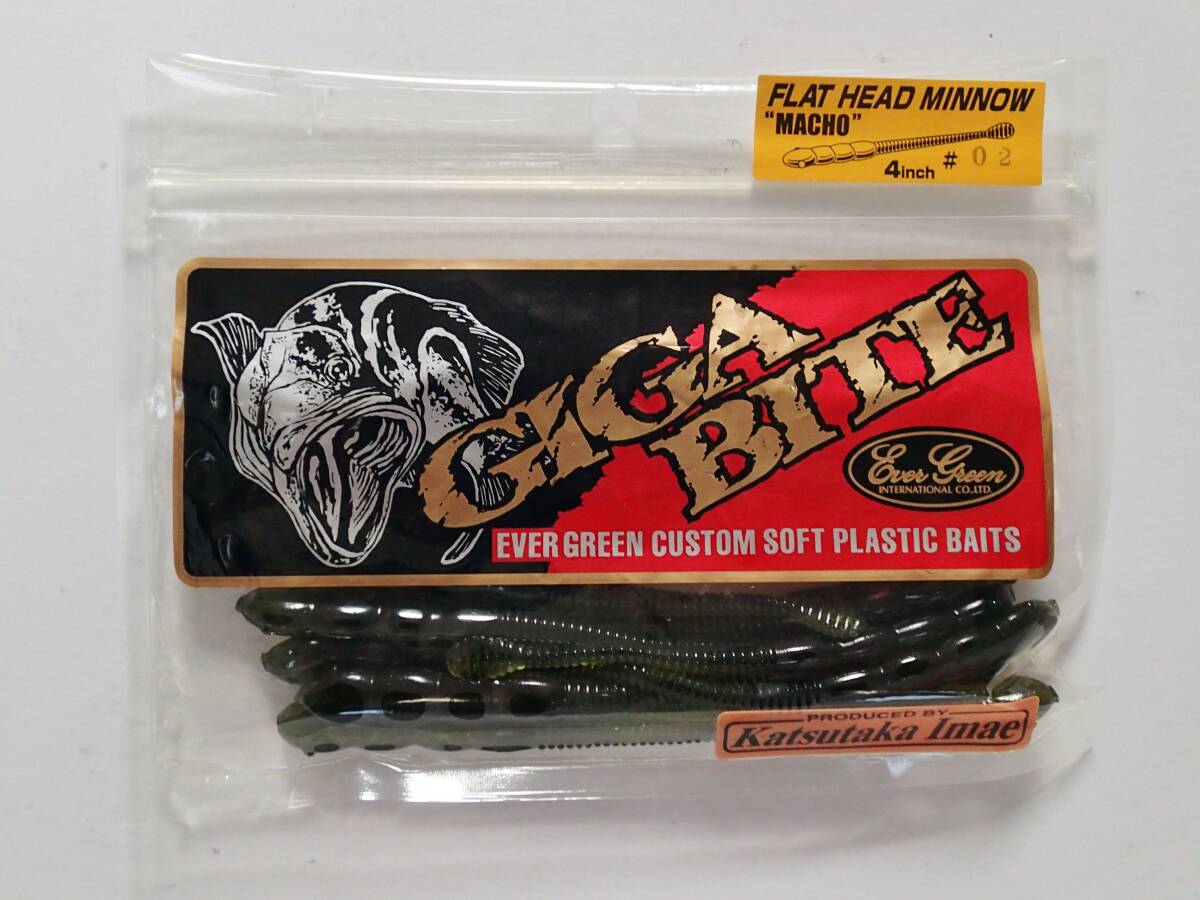 FLAT HEAD MINNOW
"MACHO"
4inch # 02
GIGA
BITE
Ever Green
INTERNATIONAL CO.,LTD.
EVER GREEN CUSTOM SOFT PLASTIC BAITS
PRODUCED BY
Katsutaka Imae